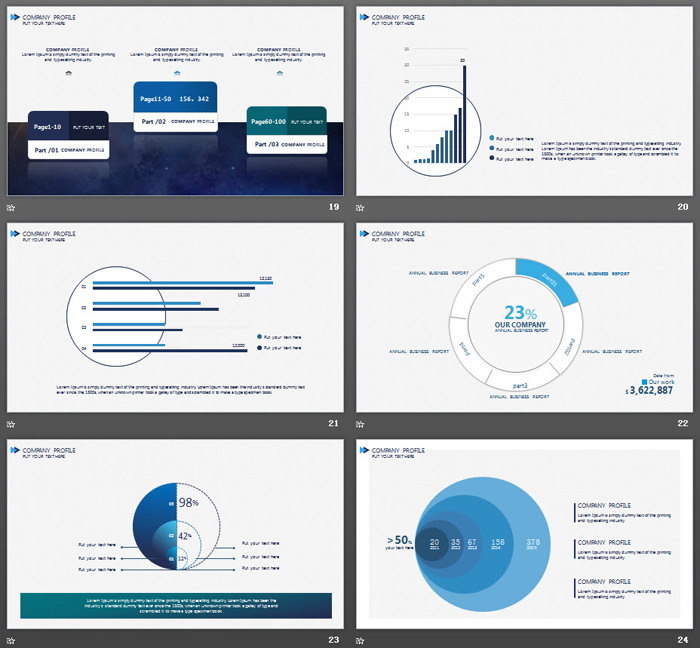 COMPANY PROFILE
PUT YOUR TEXT HERE
COMPANY PROFILE
Lorem Ipsum is simply dummy text of the printing
and typesetting industry.
COMPANY PROFILE
Lorem Ipsum is simply dummy text of the printing
and typesetting industry.
COMPANY PROFILE
Lorem Ipsum is simply dummy text of the printing
and typesetting industry.
Page1-10
PUT YOUR TEXT
Part /01 COMPANY PROFILE
Page11-50 156. 342
Part /02 COMPANY PROFILE
Page60-100
PUT YOUR TEXT
Part /03 COMPANY PROFILE
19
COMPANY PROFILE
PUT YOUR TEXT HERE
35
30
25
20
15
10
5
0
30
Put your text here
Put your text here
Put your text here
Lorem Ipsum is simply dummy text of the printing and typesetting industry.
Lorem Ipsum has been the industry's standard dummy text ever since the
1500s, when an unknown printer took a galley of type and scrambled it to
make a type specimen book.
20
COMPANY PROFILE
PUT YOUR TEXT HERE
01
02
03
04
12,100
12,000
Put your text here
Put your text here
Lorem Ipsum is simply dummy text of the printing and typesetting industry. Lorem Ipsum has been the industry's standard dummy text
ever since the 1500s, when an unknown printer took a galley of type and scrambled it to make a type specimen book.
21
COMPANY PROFILE
PUT YOUR TEXT HERE
ANNUAL BUSINESS REPORT
part5
part01
ANNUAL BUSINESS REPORT
23%
OUR COMPANY
ANNUAL BUSINESS REPORT
ANNUAL BUSINESS REPORT
part4
part02
ANNUAL BUSINESS REPORT
part3
ANNUAL BUSINESS REPORT
Data from
Our work
$3,622,887
22
COMPANY PROFILE
PUT YOUR TEXT HERE
98%
42%
12%
Put your text here
Put your text here
Put your text here
Put your text here
Put your text here
Put your text here
Lorem Ipsum is simply dummy text of the printing and typesetting industry. Lorem Ipsum has been the
industry's standard dummy text ever since the 1500s, when an unknown printer took a galley of type and
scrambled it to make a type specimen book.
23
COMPANY PROFILE
PUT YOUR TEXT HERE
>50%
your text here
20
2011
35
2012
67
2013
156
2014
378
COMPANY PROFILE
Lorem Ipsum is simply dummy text of the printing
and typesetting industry.
COMPANY PROFILE
Lorem Ipsum is simply dummy text of the printing
and typesetting industry.
COMPANY PROFILE
Lorem Ipsum is simply dummy text of the printing
and typesetting industry.
24